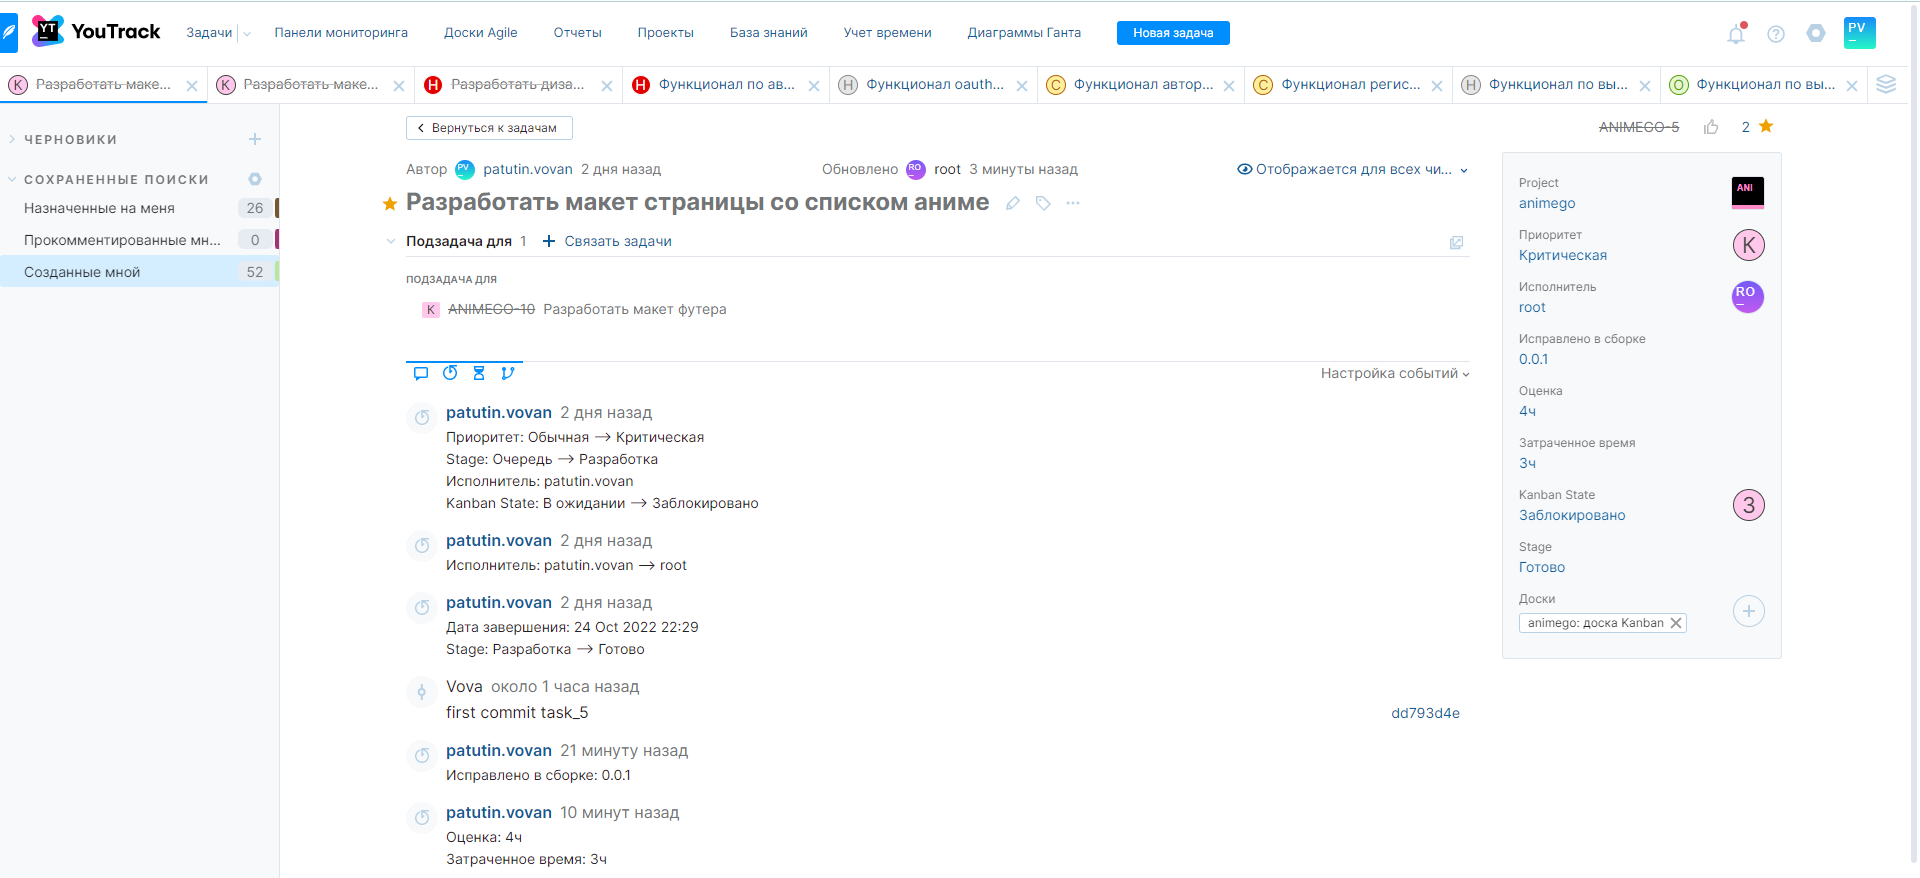 YT YouTrack Задачи Панели мониторинга Доски Agile Отчеты Проекты База знаний Учет времени Диаграммы Ганта Новая задача PV
К Разработать маке... К Разработать маке... Н Разработать диза... Н Функционал по ав... Н Функционал oauth... С Функционал автор... С Функционал регис... Н Функционал по вы... О Функционал по вы...
ЧЕРНОВИКИ
СОХРАНЕННЫЕ ПОИСКИ
Назначенные на меня 26
Прокомментированные мн... 0
Созданные мной 52
Вернуться к задачам
ANIMEGO-5 2
Автор PV patutin.vovan 2 дня назад Обновлено RO root 3 минуты назад Отображается для всех чи...
Разработать макет страницы со списком аниме
Подзадача для 1 Связать задачи
ПОДЗАДАЧА ДЛЯ
К ANIMEGO-10 Разработать макет футера
Настройка событий
patutin.vovan 2 дня назад
Приоритет: Обычная → Критическая
Stage: Очередь → Разработка
Исполнитель: patutin.vovan
Kanban State: В ожидании → Заблокировано
patutin.vovan 2 дня назад
Исполнитель: patutin.vovan → root
patutin.vovan 2 дня назад
Дата завершения: 24 Oct 2022 22:29
Stage: Разработка → Готово
Vova около 1 часа назад
first commit task_5 dd793d4e
patutin.vovan 21 минуту назад
Исправлено в сборке: 0.0.1
patutin.vovan 10 минут назад
Оценка: 4ч
Затраченное время: 3ч
Project
animego ANI
Приоритет
Критическая К
Исполнитель
root RO
Исправлено в сборке
0.0.1
Оценка
4ч
Затраченное время
3ч
Kanban State
Заблокировано З
Stage
Готово
Доски
animego: доска Kanban